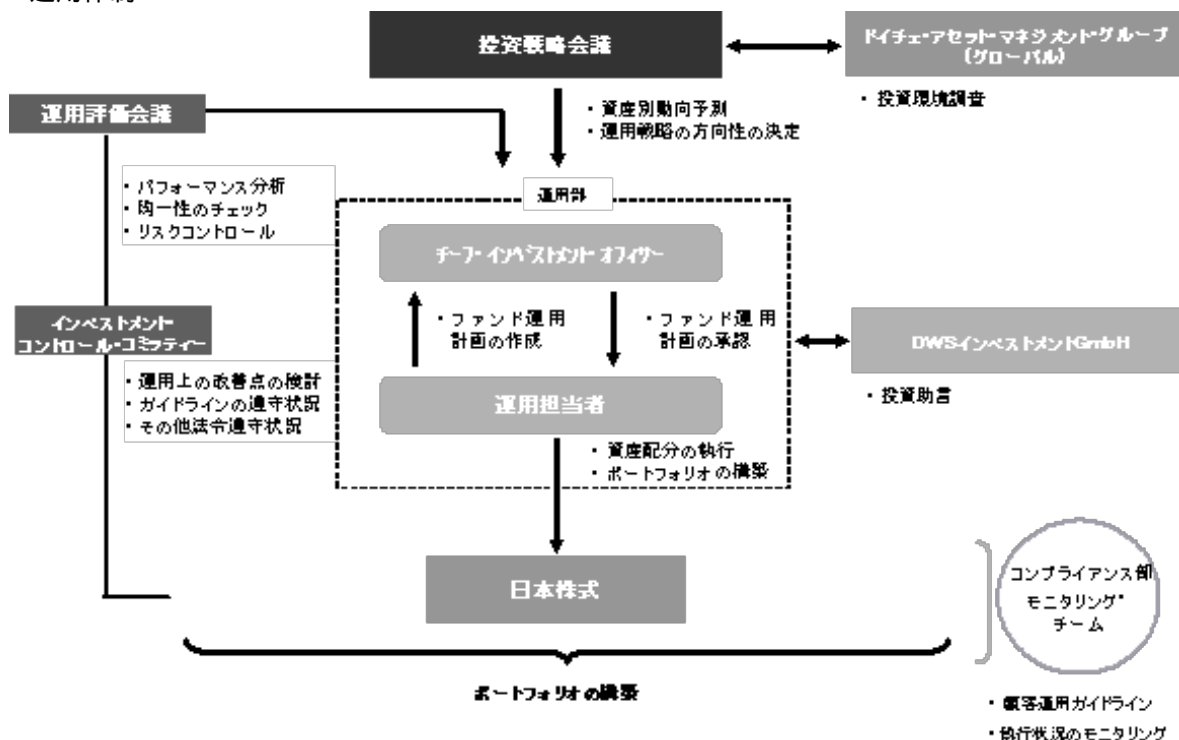 投資戦略会議
ドイチェ・アセット・マネジメント・グループ
(グローバル)
・投資環境調査
運用評価会議
・資産別動向予測
・運用戦略の方向性の決定
・パフォーマンス分析
・均一性のチェック
・リスクコントロール
運用部
チーフ・インベストメント・オフィサー
・ファンド運用
計画の作成
・ファンド運用
計画の承認
インベストメント
コントロール・コミッティー
DWSインベストメントGmbH
・投資助言
・運用上の改善点の検討
・ガイドラインの遵守状況
・その他法令遵守状況
運用担当者
・資産配分の執行
・ポートフォリオの構築
日本株式
コンプライアンス部
モニタリング
チーム
ポートフォリオの構築
・顧客運用ガイドライン
・執行状況のモニタリング